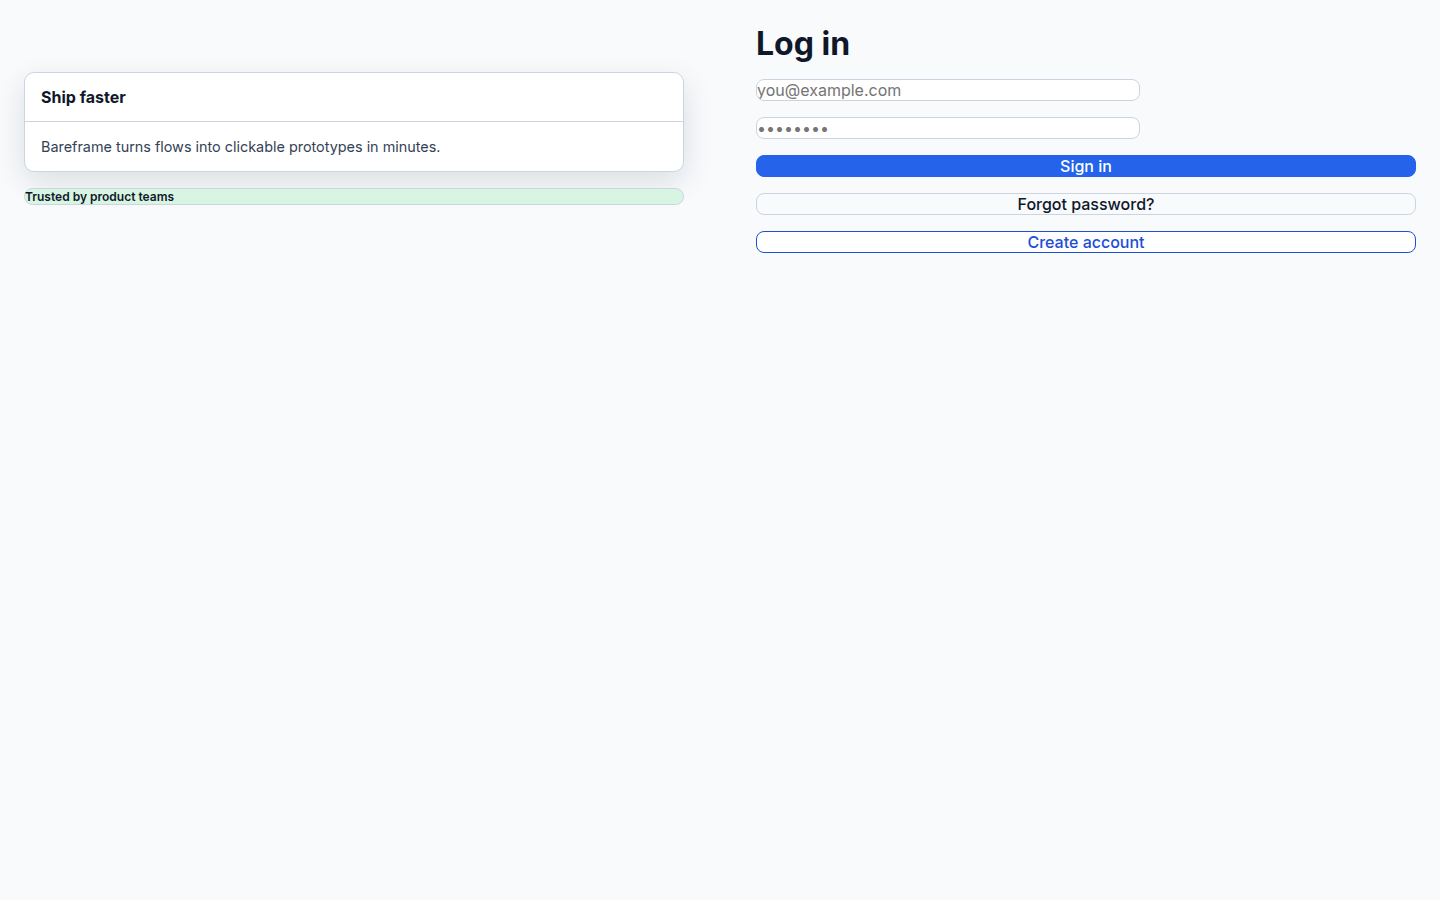 Ship faster
Bareframe turns flows into clickable prototypes in minutes.
Trusted by product teams
Log in
you@example.com
••••••••
Sign in
Forgot password?
Create account